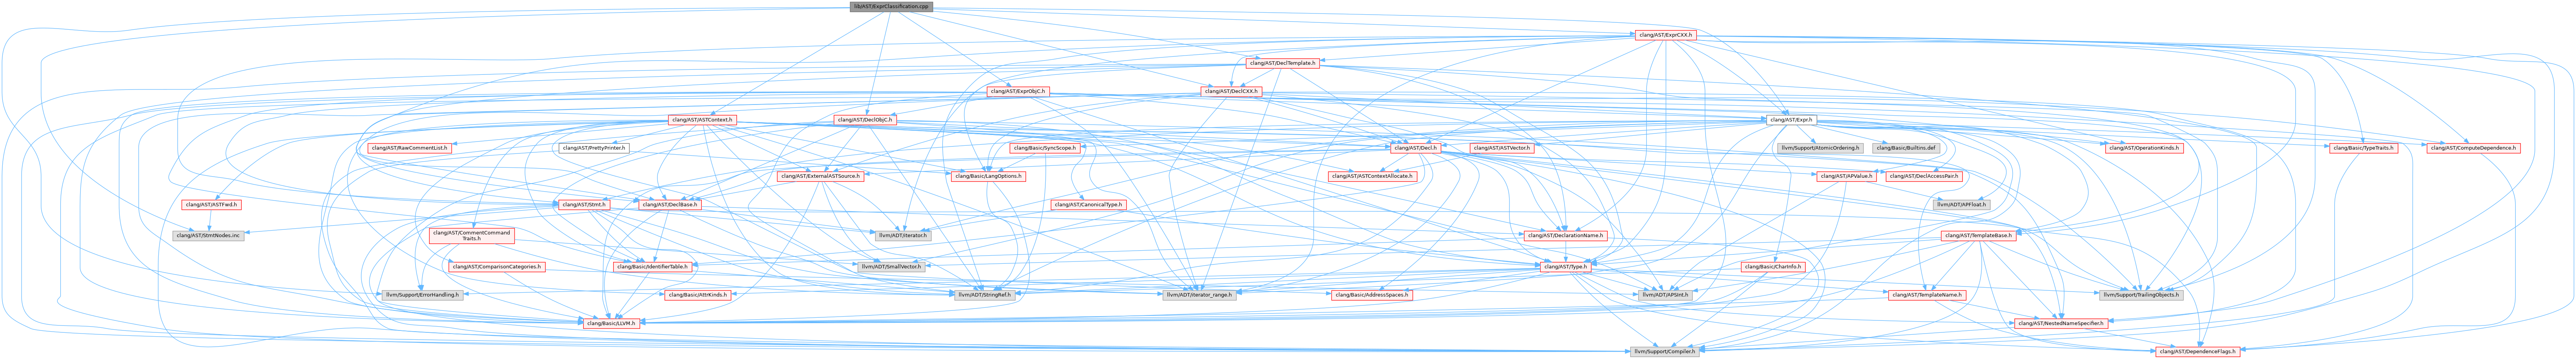 lib/AST/ExprClassification.cpp
clang/AST/ExprCXX.h
clang/AST/DeclTemplate.h
clang/AST/ExprObjC.h
clang/AST/DeclCXX.h
clang/AST/ASTContext.h
clang/AST/DeclObjC.h
clang/AST/Expr.h
clang/AST/RawCommentList.h
clang/AST/PrettyPrinter.h
clang/Basic/SyncScope.h
clang/AST/Decl.h
clang/AST/ASTVector.h
llvm/Support/AtomicOrdering.h
clang/Basic/Builtins.def
clang/AST/OperationKinds.h
clang/Basic/TypeTraits.h
clang/AST/ComputeDependence.h
clang/AST/ExternalASTSource.h
clang/Basic/LangOptions.h
clang/AST/ASTContextAllocate.h
clang/AST/APValue.h
clang/AST/DeclAccessPair.h
clang/AST/ASTFwd.h
clang/AST/Stmt.h
clang/AST/DeclBase.h
clang/AST/CanonicalType.h
llvm/ADT/APFloat.h
clang/AST/StmtNodes.inc
clang/AST/CommentCommand
Traits.h
llvm/ADT/iterator.h
clang/AST/DeclarationName.h
clang/AST/TemplateBase.h
clang/AST/ComparisonCategories.h
clang/Basic/IdentifierTable.h
llvm/ADT/SmallVector.h
clang/AST/Type.h
clang/Basic/CharInfo.h
llvm/Support/ErrorHandling.h
clang/Basic/AttrKinds.h
llvm/ADT/StringRef.h
llvm/ADT/iterator_range.h
clang/Basic/AddressSpaces.h
llvm/ADT/APSInt.h
clang/AST/TemplateName.h
llvm/Support/TrailingObjects.h
clang/Basic/LLVM.h
clang/AST/NestedNameSpecifier.h
llvm/Support/Compiler.h
clang/AST/DependenceFlags.h